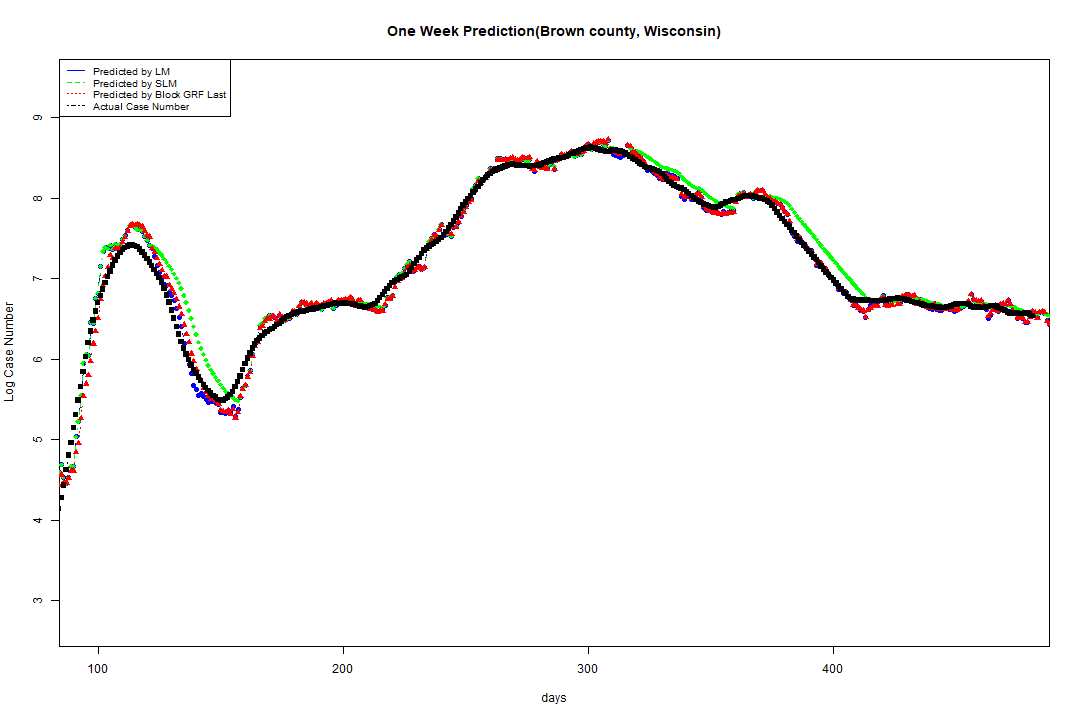 One Week Prediction(Brown county, Wisconsin)
Predicted by LM
Predicted by SLM
Predicted by Block GRF Last
Actual Case Number
Log Case Number
9
8
7
6
5
4
3
100 200 300 400
days